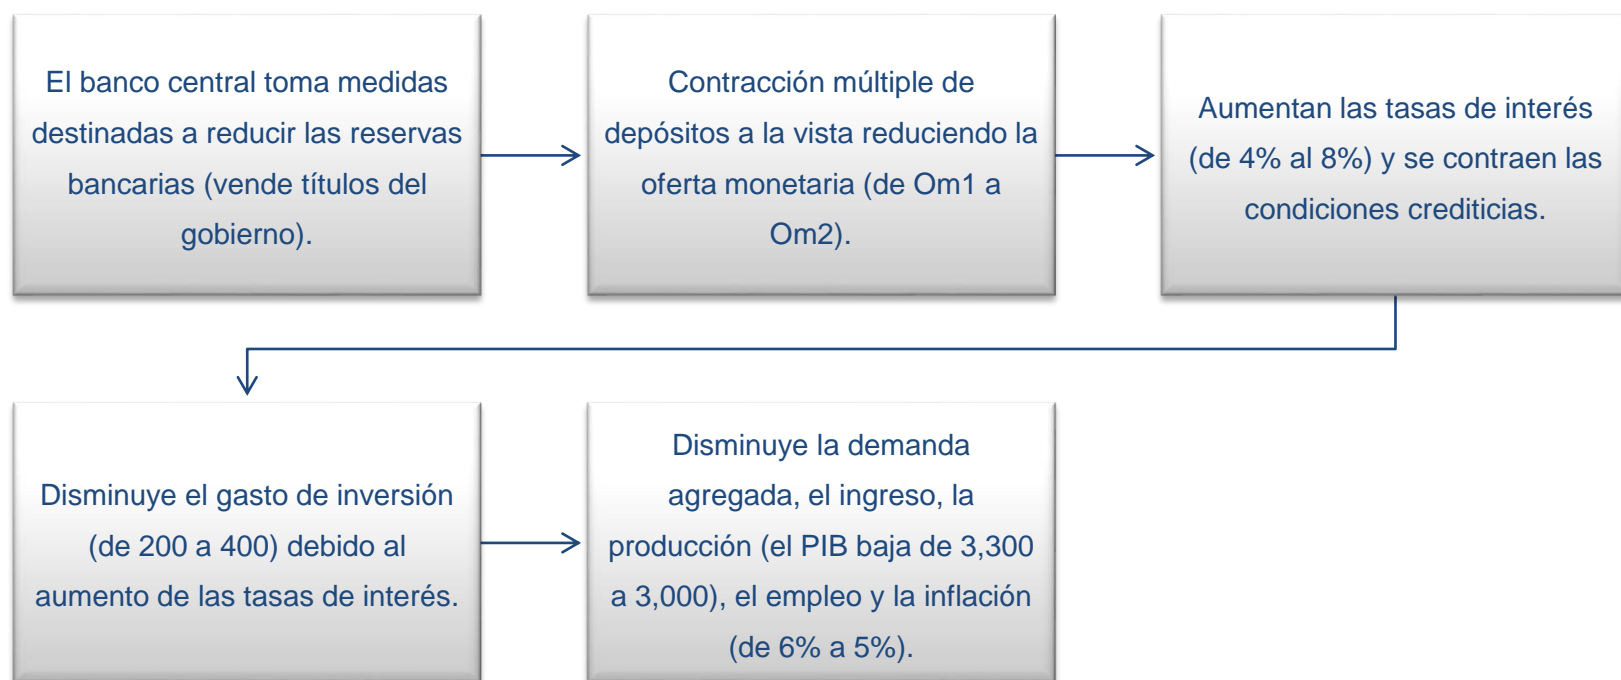 El banco central toma medidas
destinadas a reducir las reservas
bancarias (vende títulos del
gobierno).
Contracción múltiple de
depósitos a la vista reduciendo la
oferta monetaria (de Om1 a
Om2).
Aumentan las tasas de interés
(de 4% al 8%) y se contraen las
condiciones crediticias.
Disminuye el gasto de inversión
(de 200 a 400) debido al
aumento de las tasas de interés.
Disminuye la demanda
agregada, el ingreso, la
producción (el PIB baja de 3,300
a 3,000), el empleo y la inflación
(de 6% a 5%).